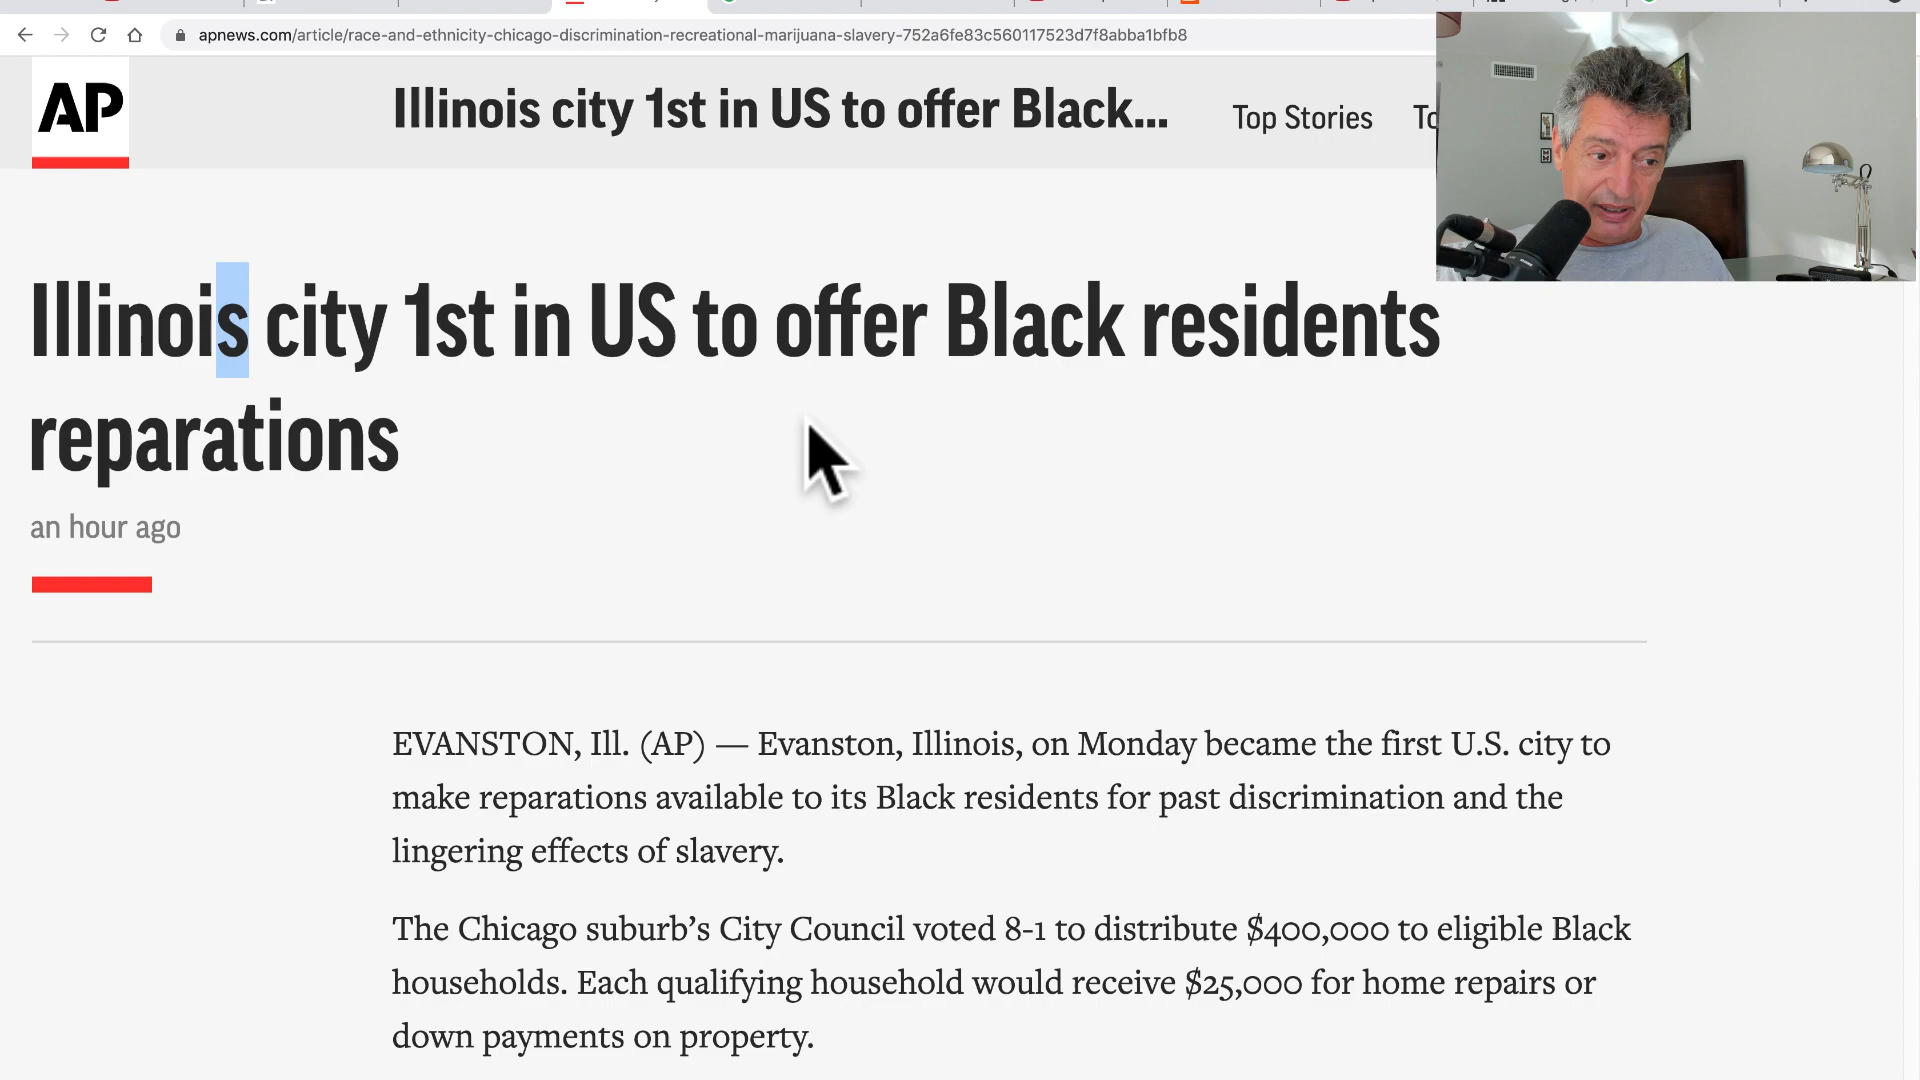 apnews.com/article/race-and-ethnicity-chicago-discrimination-recreational-marijuana-slavery-752a6fe83c560117523d7f8abba1bfb8
AP
Illinois city 1st in US to offer Black...
Top Stories
Illinois city 1st in US to offer Black residents
reparations
an hour ago
EVANSTON, Ill. (AP) — Evanston, Illinois, on Monday became the first U.S. city to
make reparations available to its Black residents for past discrimination and the
lingering effects of slavery.
The Chicago suburb’s City Council voted 8-1 to distribute $400,000 to eligible Black
households. Each qualifying household would receive $25,000 for home repairs or
down payments on property.